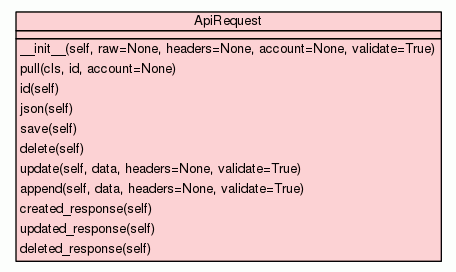 ApiRequest
__init__(self, raw=None, headers=None, account=None, validate=True)
pull(cls, id, account=None)
id(self)
json(self)
save(self)
delete(self)
update(self, data, headers=None, validate=True)
append(self, data, headers=None, validate=True)
created_response(self)
updated_response(self)
deleted_response(self)